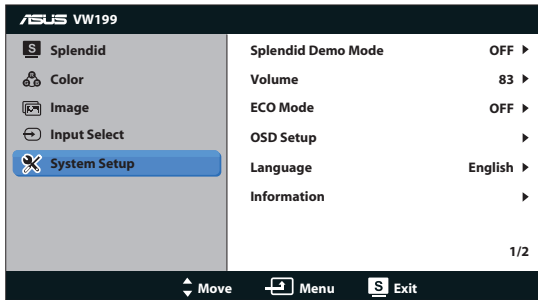 ASUS VW199
S Splendid
Color
Image
Input Select
System Setup
Splendid Demo Mode OFF
Volume 83
ECO Mode OFF
OSD Setup
Language English
Information
1/2
Move Menu S Exit